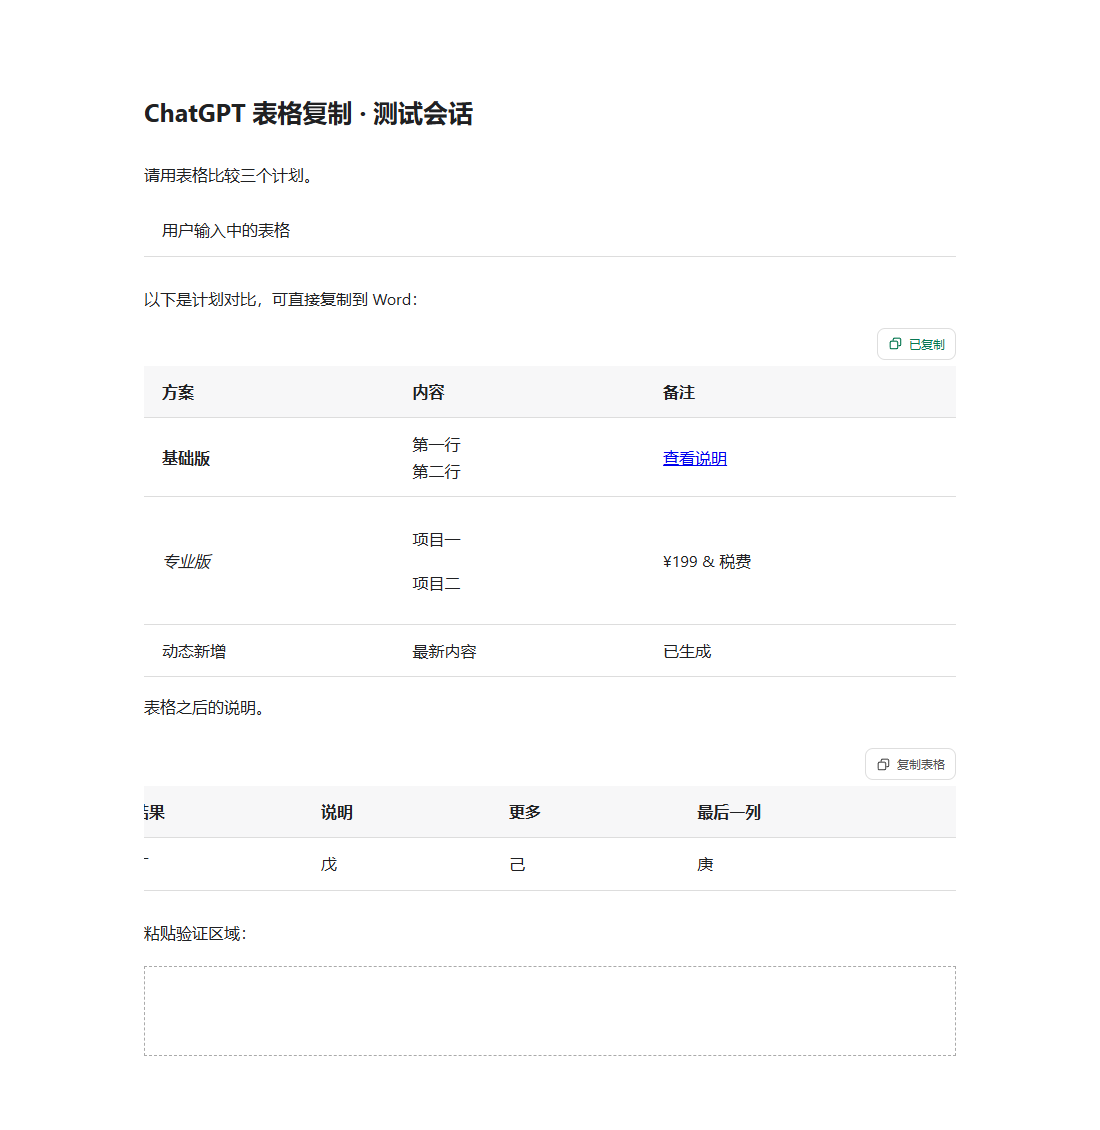 ChatGPT 表格复制 · 测试会话
请用表格比较三个计划。
用户输入中的表格
以下是计划对比，可直接复制到 Word：
已复制
方案 内容 备注
基础版 第一行 查看说明
第二行
项目一
专业版 ¥199 & 税费
项目二
动态新增 最新内容 已生成
表格之后的说明。
复制表格
果 说明 更多 最后一列
戊 己 庚
粘贴验证区域：